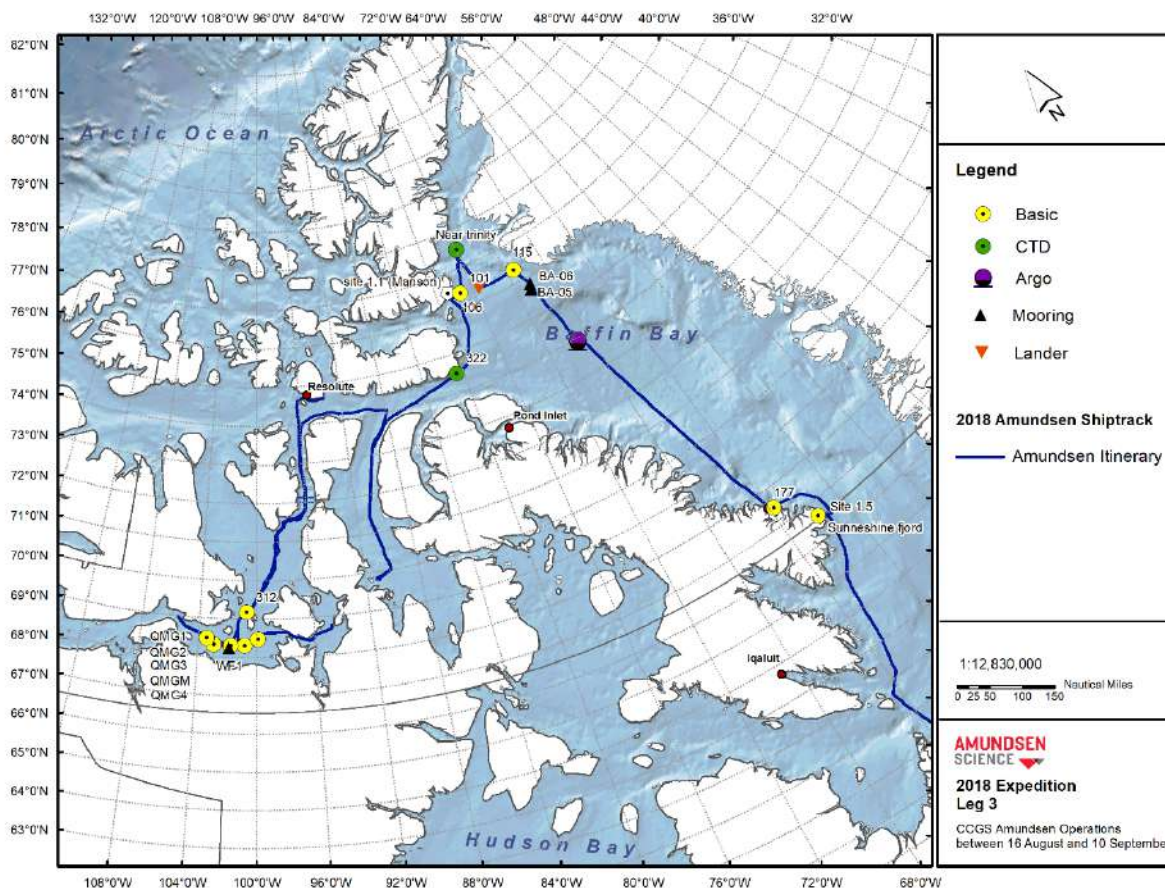 132°0'W 120°0'W 108°0'W 96°0'W 84°0'W 72°0'W 64°0'W 56°0'W 48°0'W 44°0'W 40°0'W 36°0'W 32°0'W
82°0'N
81°0'N
80°0'N
79°0'N
78°0'N
77°0'N
76°0'N
75°0'N
74°0'N
73°0'N
72°0'N
71°0'N
70°0'N
69°0'N
68°0'N
67°0'N
66°0'N
65°0'N
64°0'N
63°0'N
Arctic Ocean
Near trinity
115
BA-06
BA-05
101
site 1.1 (Manson)
106
Baffin Bay
322
Resolute
Pond Inlet
177
Site 1.5
Sunneshine fjord
312
QMG1
QMG2
QMG3
QMGM
QMG4
WF1
Iqaluit
Hudson Bay
108°0'W 104°0'W 100°0'W 96°0'W 92°0'W 88°0'W 84°0'W 80°0'W 76°0'W 72°0'W 68°0'W
N
Legend
Basic
CTD
Argo
Mooring
Lander
2018 Amundsen Shiptrack
Amundsen Itinerary
1:12,830,000
Nautical Miles
0 25 50 100 150
AMUNDSEN
SCIENCE
2018 Expedition
Leg 3
CCGS Amundsen Operations
between 16 August and 10 September